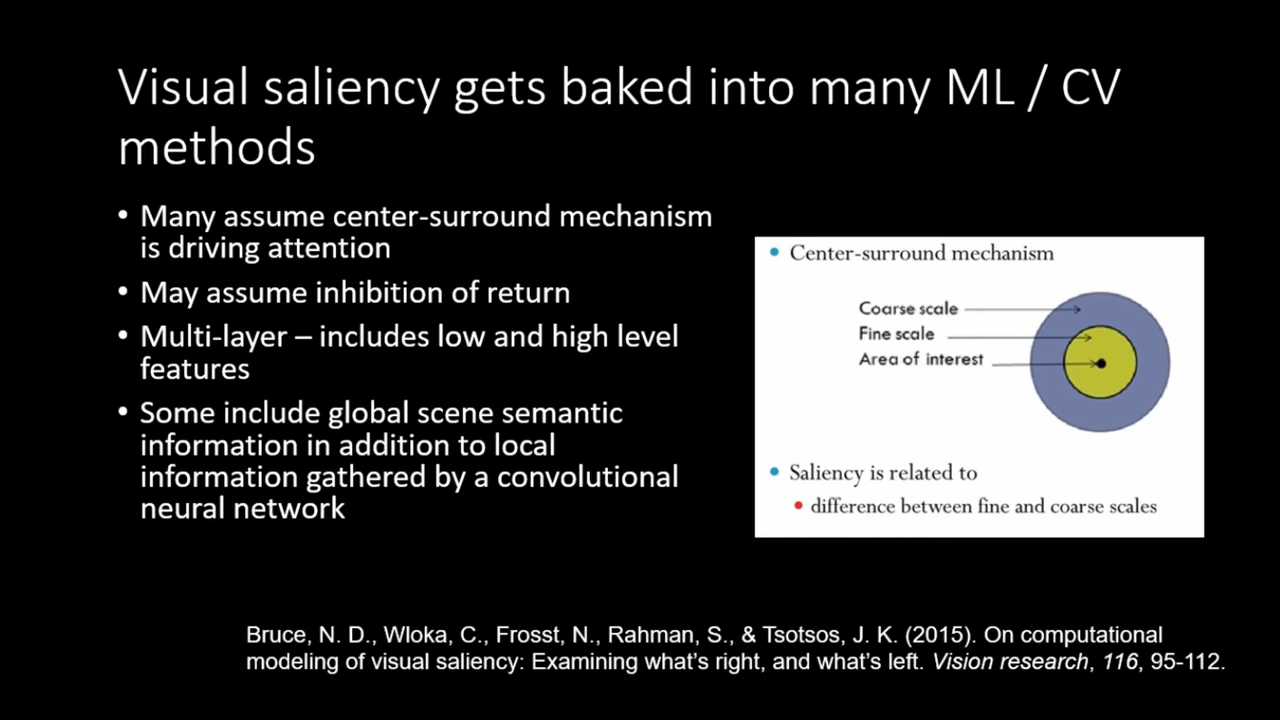 Visual saliency gets baked into many ML / CV
methods
• Many assume center-surround mechanism
is driving attention
• May assume inhibition of return
• Multi-layer – includes low and high level
features
• Some include global scene semantic
information in addition to local
information gathered by a convolutional
neural network
• Center-surround mechanism
Coarse scale
Fine scale
Area of interest
• Saliency is related to
• difference between fine and coarse scales
Bruce, N. D., Wloka, C., Frosst, N., Rahman, S., & Tsotsos, J. K. (2015). On computational
modeling of visual saliency: Examining what's right, and what's left. Vision research, 116, 95-112.